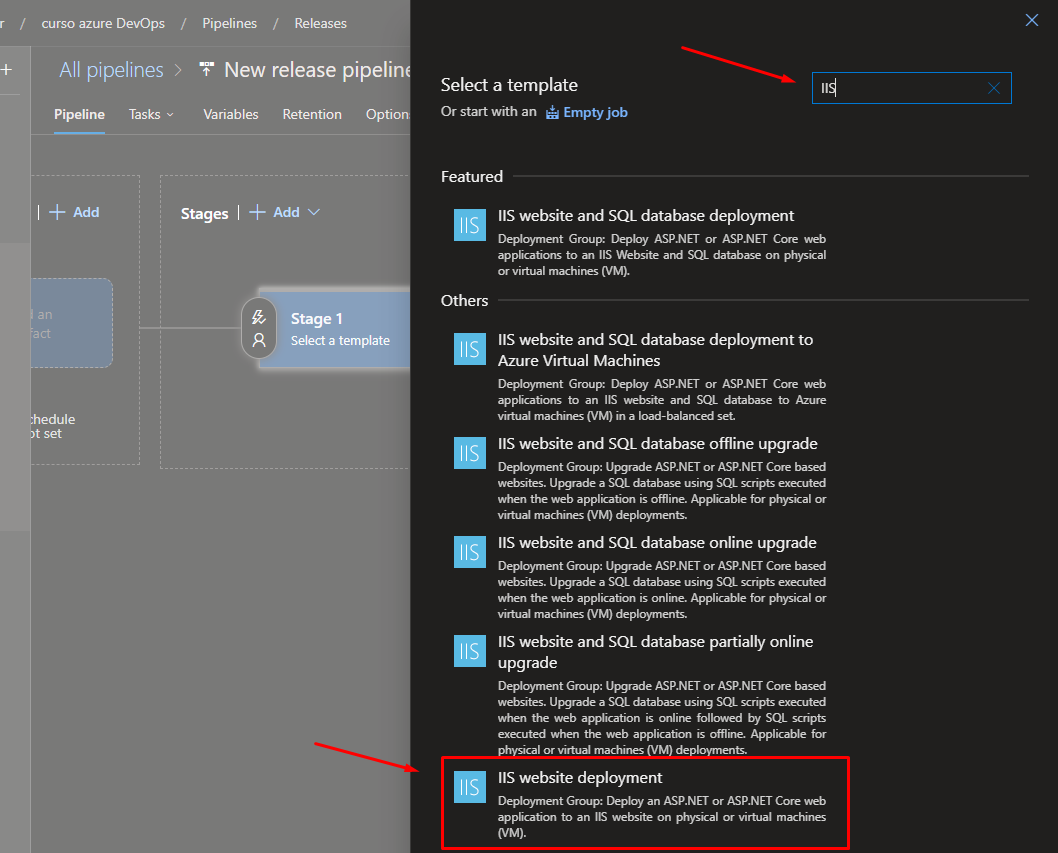 r / curso azure DevOps / Pipelines / Releases
All pipelines > New release pipeline
Pipeline Tasks Variables Retention Option
| + Add
Stages | + Add
d an
fact
Stage 1
Select a template
chedule
ot set
Select a template
IIS
Or start with an Empty job
Featured
IIS
IIS website and SQL database deployment
Deployment Group: Deploy ASP.NET or ASP.NET Core web
applications to an IIS Website and SQL database on physical
or virtual machines (VM).
Others
IIS
IIS website and SQL database deployment to
Azure Virtual Machines
Deployment Group: Deploy ASP.NET or ASP.NET Core web
applications to an IIS website and SQL database to Azure
virtual machines (VM) in a load-balanced set.
IIS
IIS website and SQL database offline upgrade
Deployment Group: Upgrade ASP.NET or ASP.NET Core based
websites. Upgrade a SQL database using SQL scripts executed
when the web application is offline. Applicable for physical or
virtual machines (VM) deployments.
IIS
IIS website and SQL database online upgrade
Deployment Group: Upgrade ASP.NET or ASP.NET Core based
websites. Upgrade a SQL database using SQL scripts executed
when the web application is online. Applicable for physical or
virtual machines (VM) deployments.
IIS
IIS website and SQL database partially online
upgrade
Deployment Group: Upgrade ASP.NET or ASP.NET Core based
websites. Upgrade a SQL database using SQL scripts executed
when the web application is online followed by SQL scripts
executed when the web application is offline. Applicable for
physical or virtual machines (VM) deployments.
IIS
IIS website deployment
Deployment Group: Deploy an ASP.NET or ASP.NET Core web
application to an IIS website on physical or virtual machines
(VM).